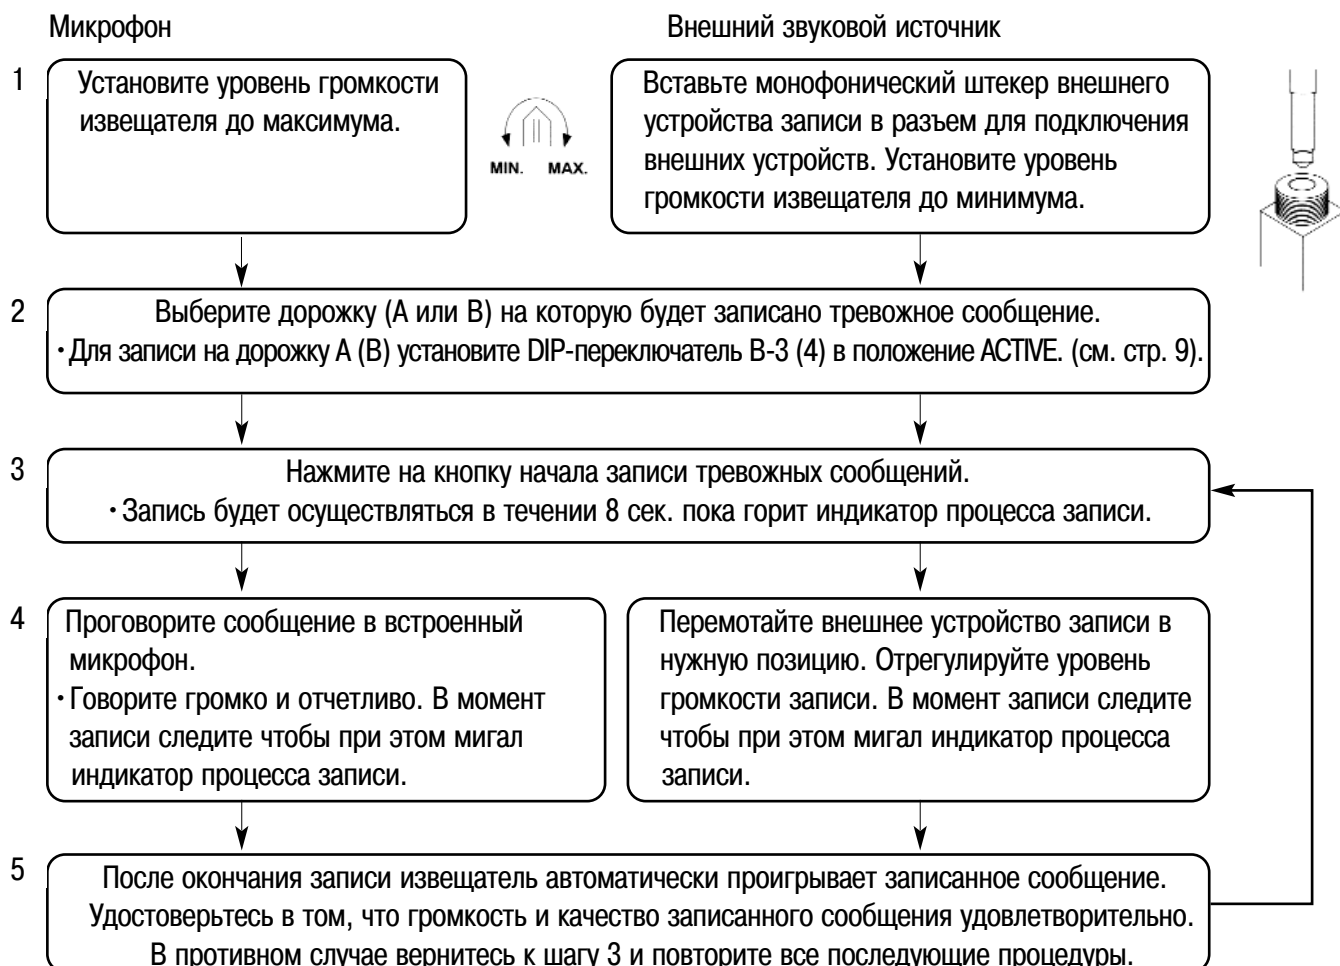 Микрофон
Внешний звуковой источник
1
Установите уровень громкости
извещателя до максимума.
MIN. MAX.
Вставьте монофонический штекер внешнего
устройства записи в разъем для подключения
внешних устройств. Установите уровень
громкости извещателя до минимума.
2
Выберите дорожку (А или В) на которую будет записано тревожное сообщение.
· Для записи на дорожку А (В) установите DIP-переключатель В-3 (4) в положение ACTIVE. (см. стр. 9).
3
Нажмите на кнопку начала записи тревожных сообщений.
· Запись будет осуществляться в течении 8 сек. пока горит индикатор процесса записи.
4
Проговорите сообщение в встроенный
микрофон.
· Говорите громко и отчетливо. В момент
записи следите чтобы при этом мигал
индикатор процесса записи.
Перемотайте внешнее устройство записи в
нужную позицию. Отрегулируйте уровень
громкости записи. В момент записи следите
чтобы при этом мигал индикатор процесса
записи.
5
После окончания записи извещатель автоматически проигрывает записанное сообщение.
Удостоверьтесь в том, что громкость и качество записанного сообщения удовлетворительно.
В противном случае вернитесь к шагу 3 и повторите все последующие процедуры.